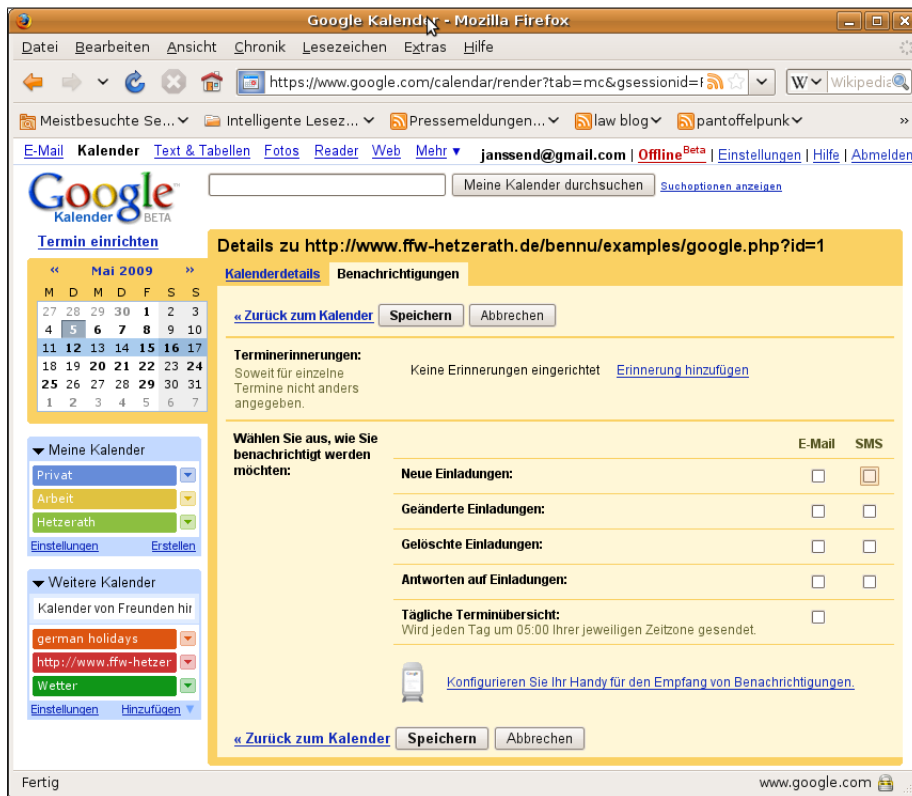 Google Kalender - Mozilla Firefox
Datei Bearbeiten Ansicht Chronik Lesezeichen Extras Hilfe
https://www.google.com/calendar/render?tab=mc&gsessionid= W Wikipedia
Meistbesuchte Se... Intelligente Lesez... Pressemeldungen... law blog pantoffelpunk »
E-Mail Kalender Text & Tabellen Fotos Reader Web Mehr ▼ janssend@gmail.com | Offline Beta | Einstellungen | Hilfe | Abmelden
Google Kalender BETA
Meine Kalender durchsuchen Suchoptionen anzeigen
Termin einrichten
« Mai 2009 »
M D M D F S S
27 28 29 30 1 2 3
4 5 6 7 8 9 10
11 12 13 14 15 16 17
18 19 20 21 22 23 24
25 26 27 28 29 30 31
1 2 3 4 5 6 7
Meine Kalender
Privat
Arbeit
Hetzerath
Einstellungen Erstellen
Weitere Kalender
Kalender von Freunden hir
german holidays
http://www.ffw-hetzer
Wetter
Einstellungen Hinzufügen ▼
Details zu http://www.ffw-hetzerath.de/bennu/examples/google.php?id=1
Kalenderdetails Benachrichtigungen
« Zurück zum Kalender Speichern Abbrechen
Terminerinnerungen:
Soweit für einzelne
Termine nicht anders
angegeben.
Keine Erinnerungen eingerichtet Erinnerung hinzufügen
Wählen Sie aus, wie Sie
benachrichtigt werden
möchten:
E-Mail SMS
Neue Einladungen:
Geänderte Einladungen:
Gelöschte Einladungen:
Antworten auf Einladungen:
Tägliche Terminübersicht:
Wird jeden Tag um 05:00 Ihrer jeweiligen Zeitzone gesendet.
Konfigurieren Sie Ihr Handy für den Empfang von Benachrichtigungen.
« Zurück zum Kalender Speichern Abbrechen
Fertig www.google.com